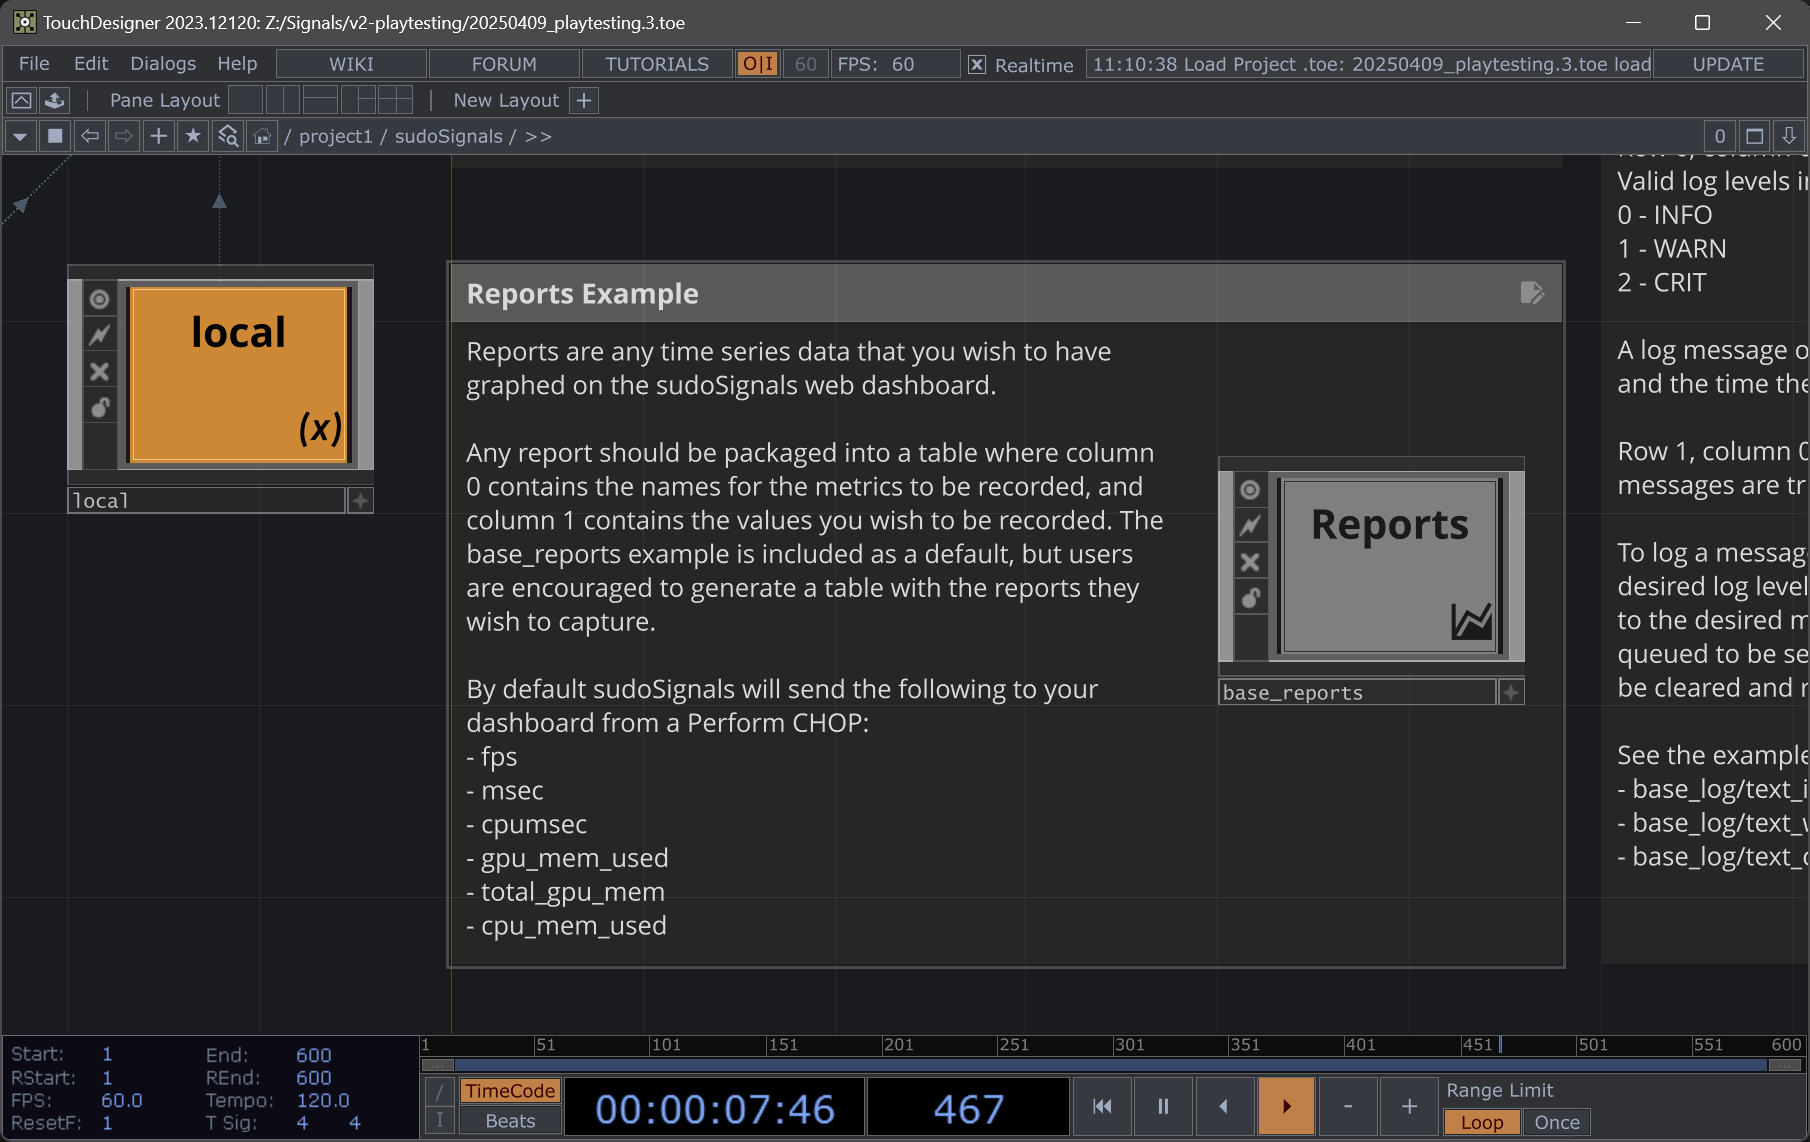 TouchDesigner 2023.12120: Z:/Signals/v2-playtesting/20250409_playtesting.3.toe
File Edit Dialogs Help WIKI FORUM TUTORIALS O|I 60 FPS: 60 Realtime 11:10:38 Load Project .toe: 20250409_playtesting.3.toe load UPDATE
Pane Layout New Layout
/ project1 / sudoSignals / >> 0
local
(x)
local
Reports Example
Reports are any time series data that you wish to have
graphed on the sudoSignals web dashboard.
Any report should be packaged into a table where column
0 contains the names for the metrics to be recorded, and
column 1 contains the values you wish to be recorded. The
base_reports example is included as a default, but users
are encouraged to generate a table with the reports they
wish to capture.
By default sudoSignals will send the following to your
dashboard from a Perform CHOP:
- fps
- msec
- cpumsec
- gpu_mem_used
- total_gpu_mem
- cpu_mem_used
Reports
base_reports
Valid log levels i
0 - INFO
1 - WARN
2 - CRIT
A log message o
and the time the
Row 1, column 0
messages are tr
To log a messag
desired log level
to the desired m
queued to be se
be cleared and r
See the example
- base_log/text_i
- base_log/text_
- base_log/text_
Start: 1 End: 600
RStart: 1 REnd: 600
FPS: 60.0 Tempo: 120.0
ResetF: 1 T Sig: 4 4
1 51 101 151 201 251 301 351 401 451 501 551 600
/ TimeCode
I Beats
00:00:07:46
467
- +
Range Limit
Loop Once